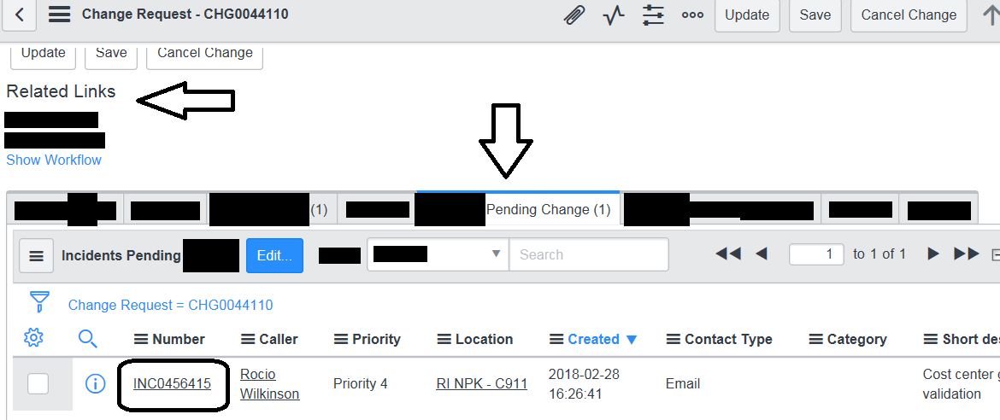 Change Request - CHG0044110
Update Save Cancel Change
Update Save Cancel Change
Related Links
Show Workflow
(1) Pending Change (1)
Incidents Pending Edit... Search 1 to 1 of 1
Change Request = CHG0044110
Number Caller Priority Location Created Contact Type Category Short
INC0456415 Rocio Wilkinson Priority 4 RI NPK - C911 2018-02-28 16:26:41 Email Cost center validation